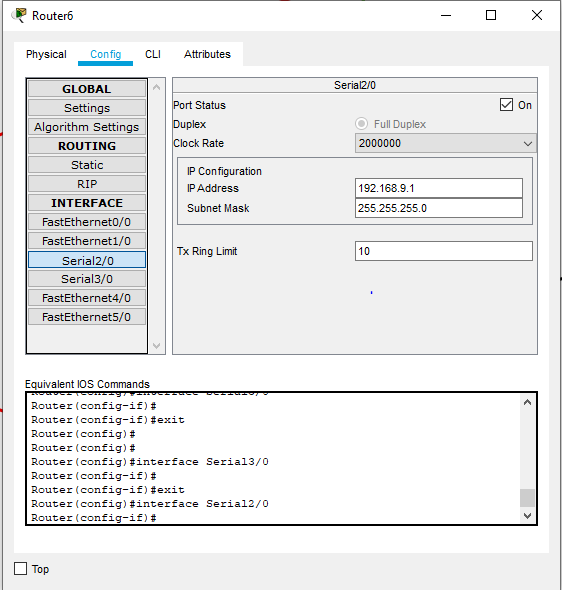 Router6
Physical Config CLI Attributes
GLOBAL
Settings
Algorithm Settings
ROUTING
Static
RIP
INTERFACE
FastEthernet0/0
FastEthernet1/0
Serial2/0
Serial3/0
FastEthernet4/0
FastEthernet5/0
Serial2/0
Port Status On
Duplex Full Duplex
Clock Rate 2000000
IP Configuration
IP Address 192.168.9.1
Subnet Mask 255.255.255.0
Tx Ring Limit 10
Equivalent IOS Commands
Router(config-if)#
Router(config-if)#exit
Router(config)#
Router(config)#
Router(config)#interface Serial3/0
Router(config-if)#
Router(config-if)#exit
Router(config)#interface Serial2/0
Router(config-if)#
Top